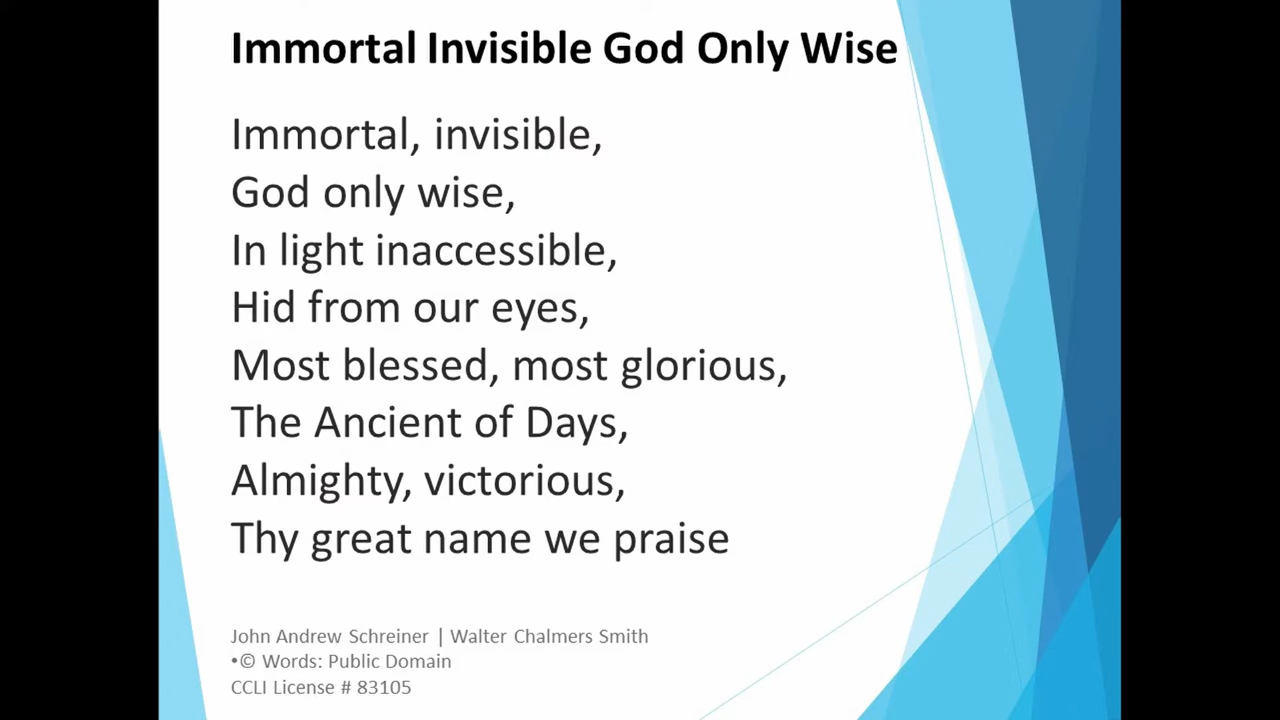 Immortal Invisible God Only Wise
Immortal, invisible,
God only wise,
In light inaccessible,
Hid from our eyes,
Most blessed, most glorious,
The Ancient of Days,
Almighty, victorious,
Thy great name we praise
John Andrew Schreiner | Walter Chalmers Smith
•© Words: Public Domain
CCLI License # 83105